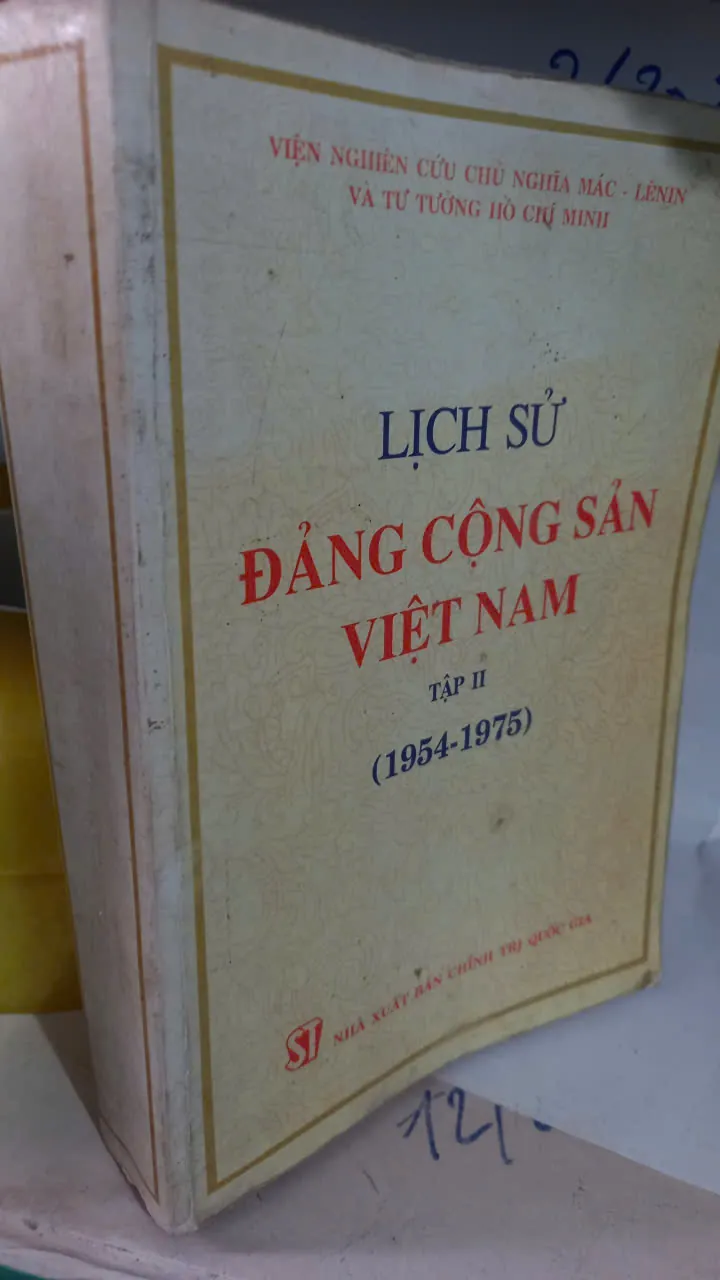 VIỆN NGHIÊN CỨU CHỦ NGHĨA MÁC - LÊNIN
VÀ TƯ TƯỞNG HỒ CHÍ MINH
LỊCH SỬ
ĐẢNG CỘNG SẢN
VIỆT NAM
TẬP II
(1954-1975)
ST NHÀ XUẤT BẢN CHÍNH TRỊ QUỐC GIA
12/